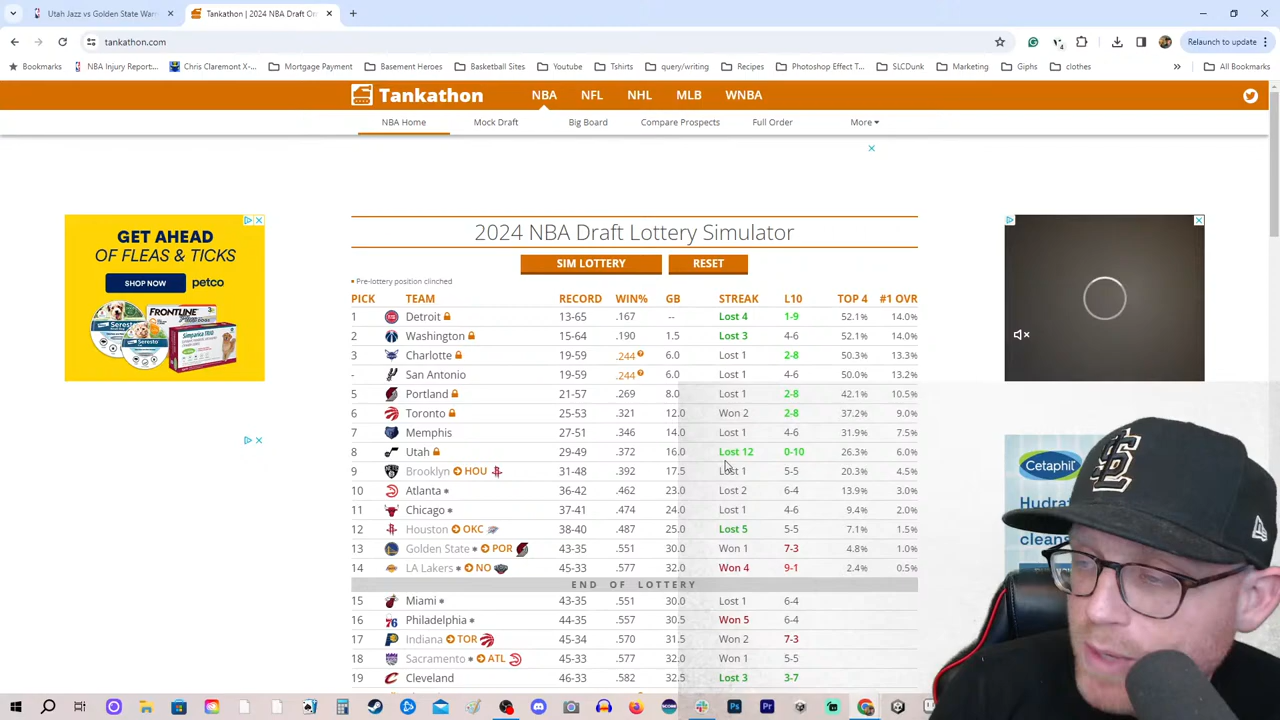 Utah Jazz vs Golden State Warr
Tankathon | 2024 NBA Draft Or
tankathon.com
Relaunch to update
Bookmarks
NBA Injury Report:...
Chris Claremont X-...
Mortgage Payment
Basement Heroes
Basketball Sites
Youtube
Tshirts
query/writing
Recipes
Photoshop Effect T...
SLCDunk
Marketing
Giphs
clothes
All Bookmarks
Tankathon
NBA NFL NHL MLB WNBA
NBA Home Mock Draft Big Board Compare Prospects Full Order More
GET AHEAD
OF FLEAS & TICKS
SHOP NOW petco
Seresto
FRONTLINE
2024 NBA Draft Lottery Simulator
SIM LOTTERY RESET
Pre-lottery position clinched
PICK TEAM RECORD WIN% GB STREAK L10 TOP 4 #1 OVR
1 Detroit 13-65 .167 -- Lost 4 1-9 52.1% 14.0%
2 Washington 15-64 .190 1.5 Lost 3 4-6 52.1% 14.0%
3 Charlotte 19-59 .244 6.0 Lost 1 2-8 50.3% 13.3%
- San Antonio 19-59 .244 6.0 Lost 1 4-6 50.0% 13.2%
5 Portland 21-57 .269 8.0 Lost 1 2-8 42.1% 10.5%
6 Toronto 25-53 .321 12.0 Won 2 2-8 37.2% 9.0%
7 Memphis 27-51 .346 14.0 Lost 1 4-6 31.9% 7.5%
8 Utah 29-49 .372 16.0 Lost 12 0-10 26.3% 6.0%
9 Brooklyn HOU 31-48 .392 17.5 Lost 1 5-5 20.3% 4.5%
10 Atlanta 36-42 .462 23.0 Lost 2 6-4 13.9% 3.0%
11 Chicago 37-41 .474 24.0 Lost 1 4-6 9.4% 2.0%
12 Houston OKC 38-40 .487 25.0 Lost 5 5-5 7.1% 1.5%
13 Golden State POR 43-35 .551 30.0 Won 1 7-3 4.8% 1.0%
14 LA Lakers NO 45-33 .577 32.0 Won 4 9-1 2.4% 0.5%
END OF LOTTERY
15 Miami 43-35 .551 30.0 Lost 1 6-4
16 Philadelphia 44-35 .557 30.5 Won 5 6-4
17 Indiana TOR 45-34 .570 31.5 Won 2 7-3
18 Sacramento ATL 45-33 .577 32.0 Won 1 5-5
19 Cleveland 46-33 .582 32.5 Lost 3 3-7
Cetaphil
Hydrat
cleans